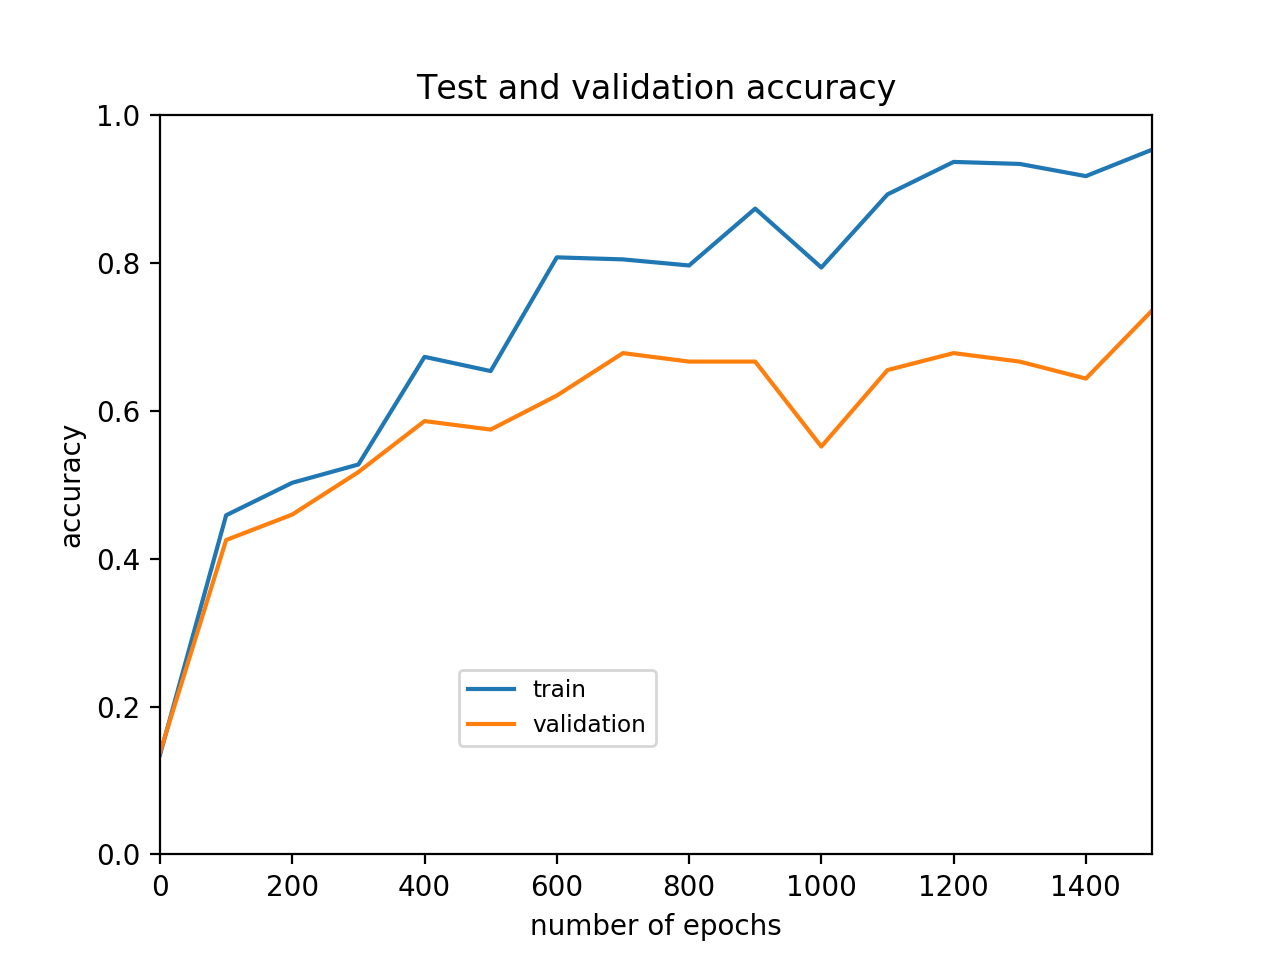 Test and validation accuracy
1.0
0.8
0.6
0.4
0.2
0.0
accuracy
train
validation
0 200 400 600 800 1000 1200 1400
number of epochs